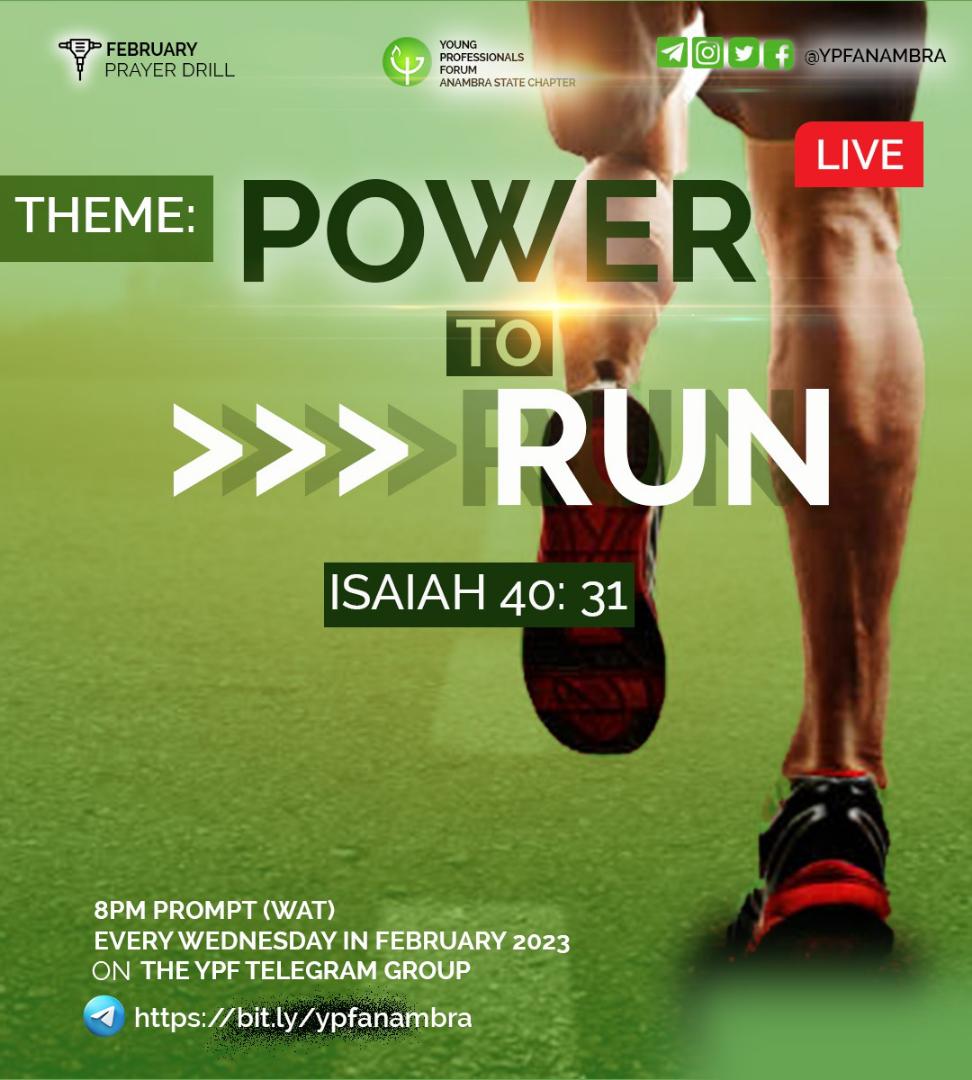 FEBRUARY
PRAYER DRILL
YOUNG
PROFESSIONALS
FORUM
ANAMBRA STATE CHAPTER
@YPFANAMBRA
LIVE
THEME:
POWER
TO
>>>> RUN
ISAIAH 40: 31
8PM PROMPT (WAT)
EVERY WEDNESDAY IN FEBRUARY 2023
ON THE YPF TELEGRAM GROUP
https://bit.ly/ypfanambra